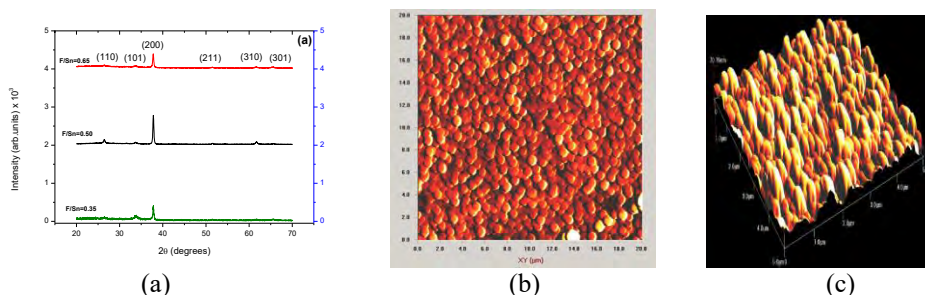 (a)
(200)
(110) (101) (211) (310) (301)
F/Sn=0.65
F/Sn=0.50
F/Sn=0.35
Intensity (arb.units) x 10³
5
4
3
2
1
0
5
4
3
2
1
0
20 30 40 50 60 70
2θ (degrees)
20.0
18.0
16.0
14.0
12.0
10.0
8.0
6.0
4.0
2.0
0.0
0.0 2.0 4.0 6.0 8.0 10.0 12.0 14.0 16.0 18.0 20.0
XY (µm)
(a) (b) (c)